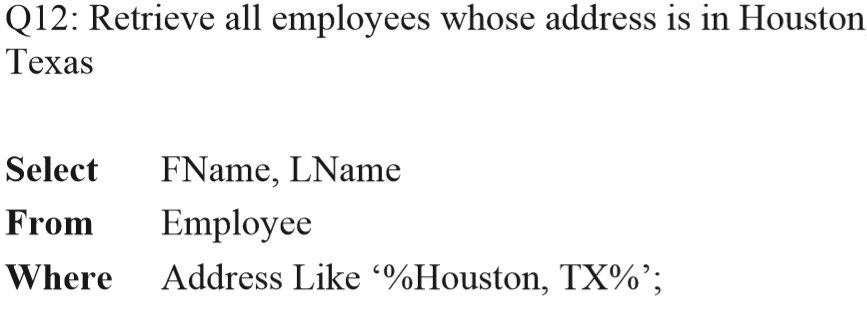 Q12: Retrieve all employees whose address is in Houston
Texas
Select FName, LName
From Employee
Where Address Like ‘%Houston, TX%’;